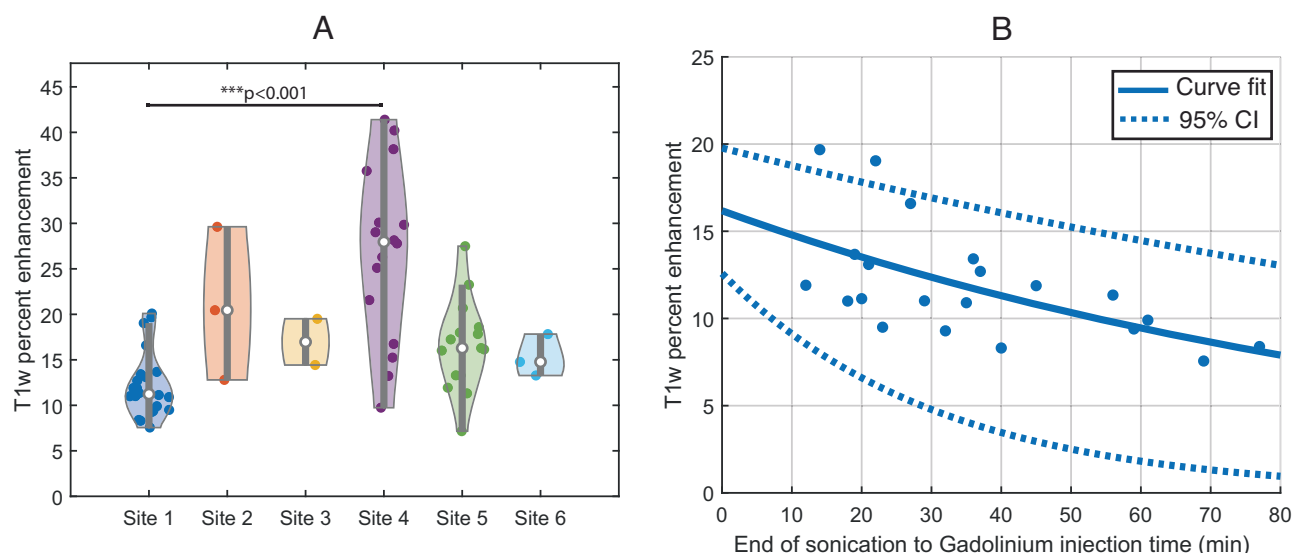 A
T1w percent enhancement
45
40
35
30
25
20
15
10
5
0
***p<0.001
Site 1 Site 2 Site 3 Site 4 Site 5 Site 6
B
T1w percent enhancement
25
20
15
10
5
0
Curve fit
95% CI
0 10 20 30 40 50 60 70 80
End of sonication to Gadolinium injection time (min)